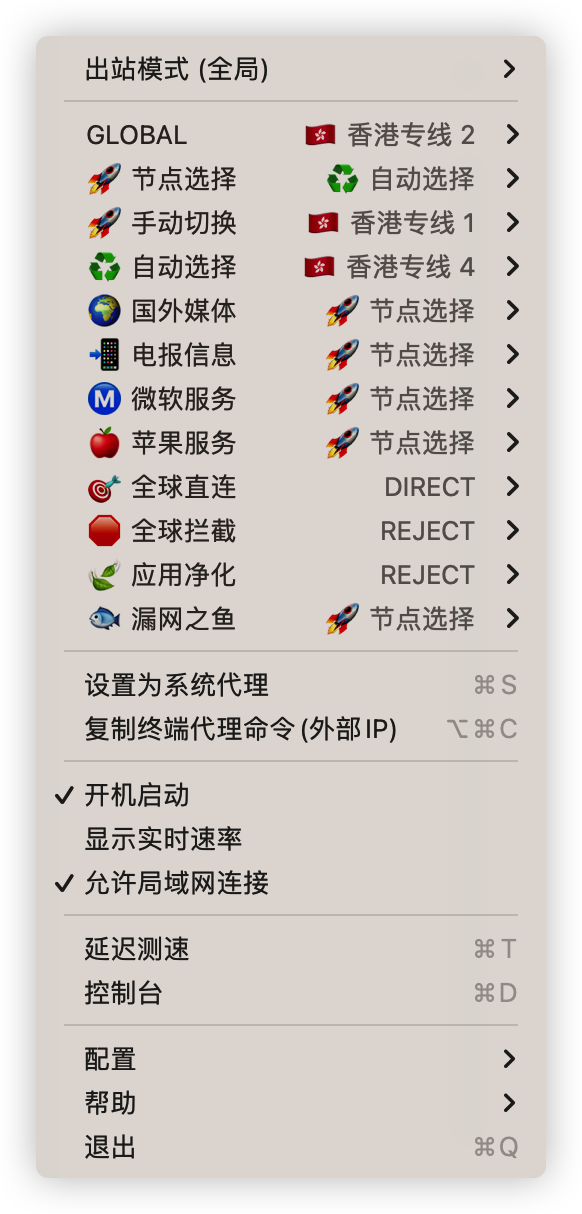 出站模式 (全局)
GLOBAL 🇭🇰 香港专线 2
🚀 节点选择 ♻️ 自动选择
🚀 手动切换 🇭🇰 香港专线 1
♻️ 自动选择 🇭🇰 香港专线 4
🌍 国外媒体 🚀 节点选择
📲 电报信息 🚀 节点选择
Ⓜ️ 微软服务 🚀 节点选择
🍎 苹果服务 🚀 节点选择
🎯 全球直连 DIRECT
🛑 全球拦截 REJECT
🍃 应用净化 REJECT
🐟 漏网之鱼 🚀 节点选择
设置为系统代理 ⌘S
复制终端代理命令 (外部IP) ⌥⌘C
✓ 开机启动
显示实时速率
✓ 允许局域网连接
延迟测速 ⌘T
控制台 ⌘D
配置
帮助
退出 ⌘Q